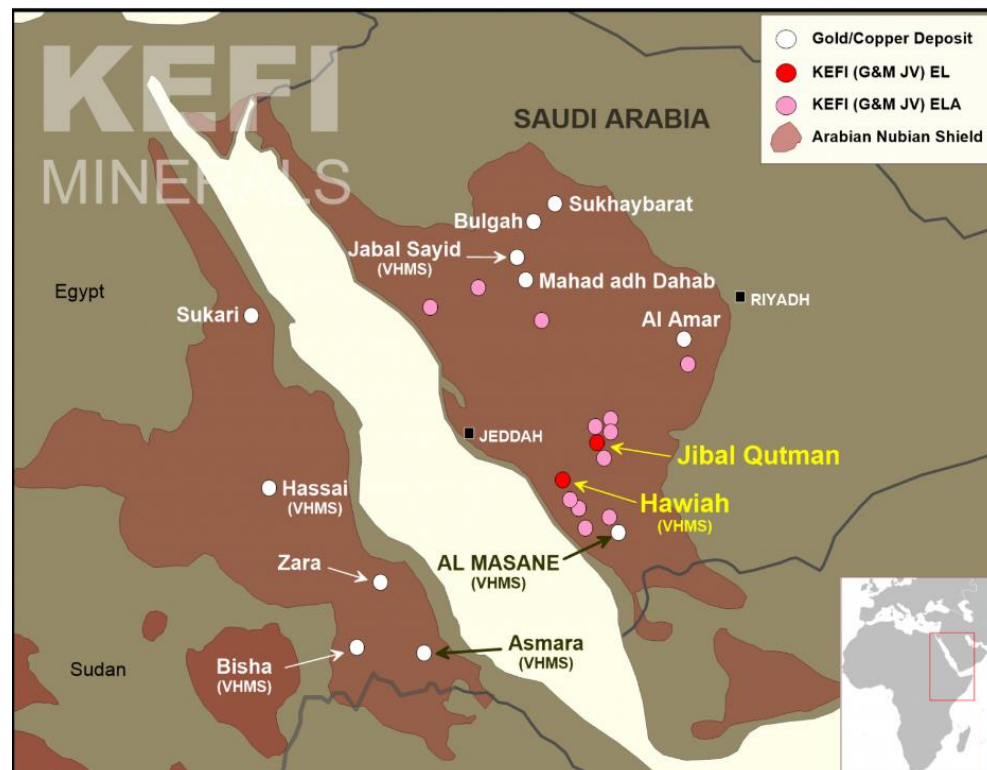 KEFI
MINERALS
Gold/Copper Deposit
KEFI (G&M JV) EL
KEFI (G&M JV) ELA
Arabian Nubian Shield
SAUDI ARABIA
Sukhaybarat
Bulgah
Jabal Sayid
(VHMS)
Mahad adh Dahab
Egypt
RIYADH
Sukari
Al Amar
JEDDAH
Jibal Qutman
Hassai
(VHMS)
Hawiah
(VHMS)
Zara
AL MASANE
(VHMS)
Sudan
Bisha
(VHMS)
Asmara
(VHMS)